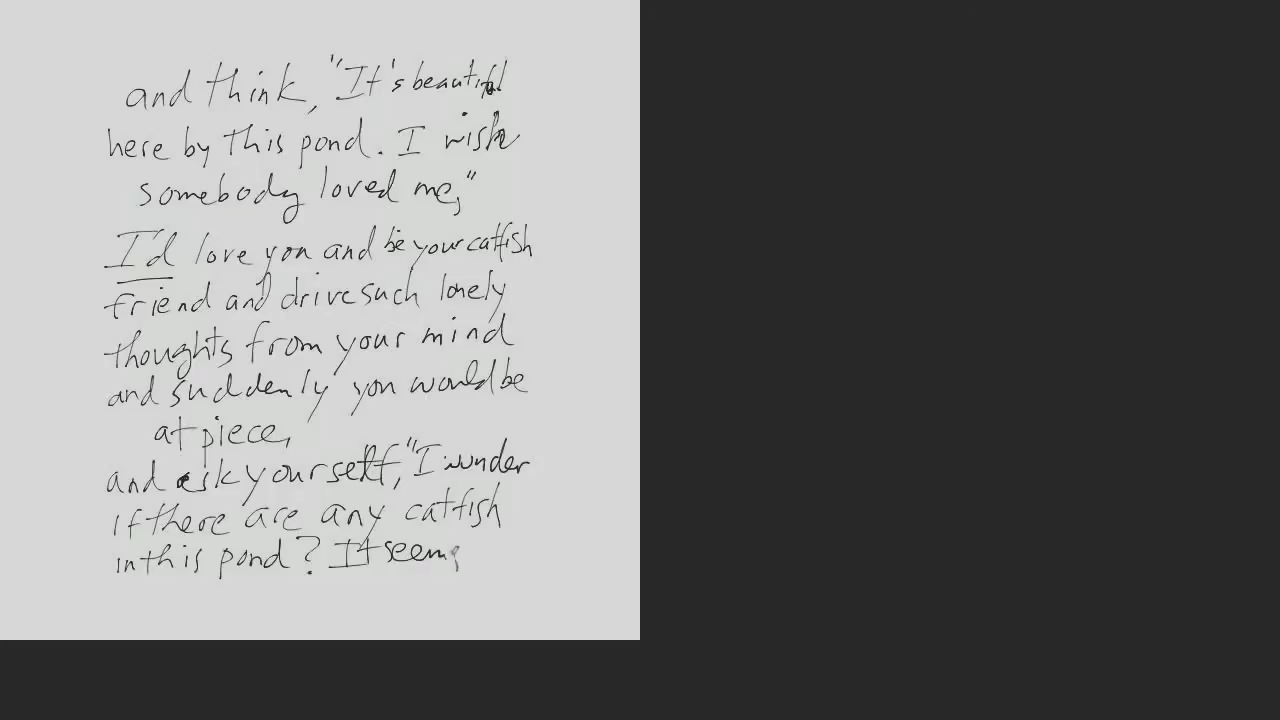 and think, "It's beautiful
here by this pond. I wish
somebody loved me,"
I'd love you and be your catfish
friend and drive such lonely
thoughts from your mind
and suddenly you would be
at piece,
and ask yourself, "I wunder
if there are any catfish
in this pond? It seems